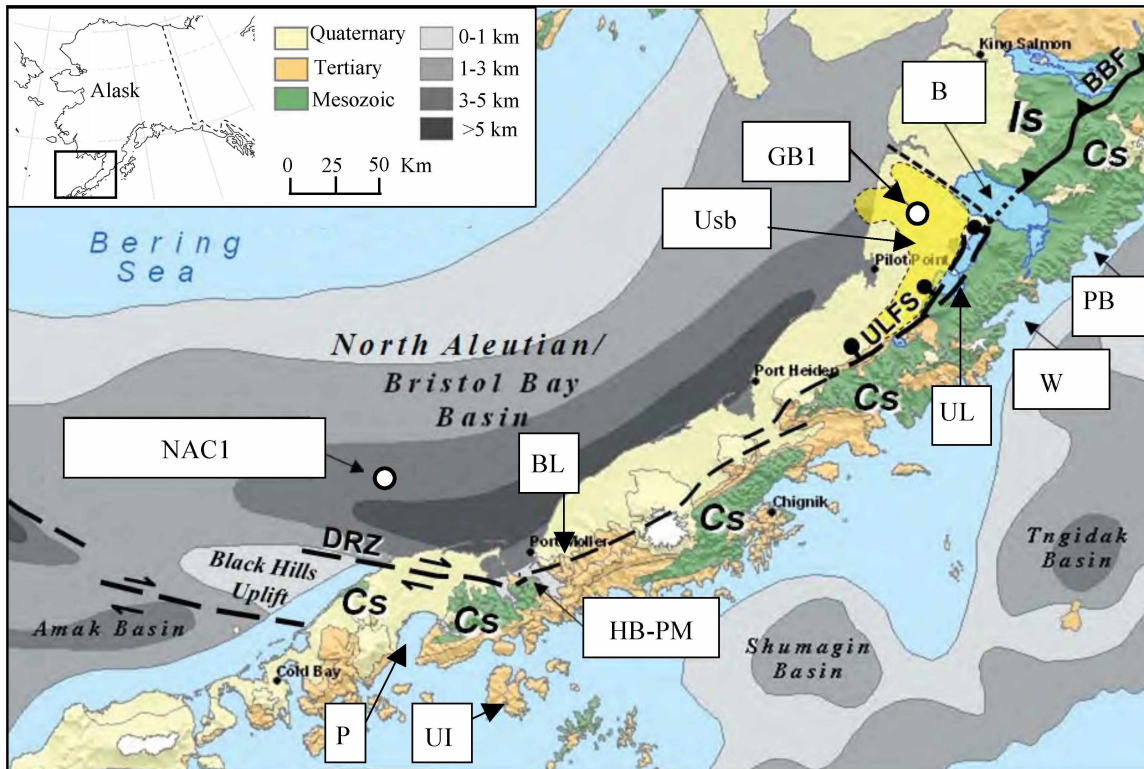 Alask
Quaternary
Tertiary
Mesozoic
0-1 km
1-3 km
3-5 km
>5 km
0 25 50 Km
King Salmon
BBF
B
Is
Cs
GB1
Usb
Bering
Sea
Pilot Point
PB
ULFS
W
North Aleutian/
Bristol Bay
Basin
Port Heiden
Cs
UL
NAC1
BL
Cs
Chignik
DRZ
Port Moller
Tngidak
Basin
Black Hills
Uplift
Cs
Cs
Amak Basin
HB-PM
Shumagin
Basin
Cold Bay
P
UI